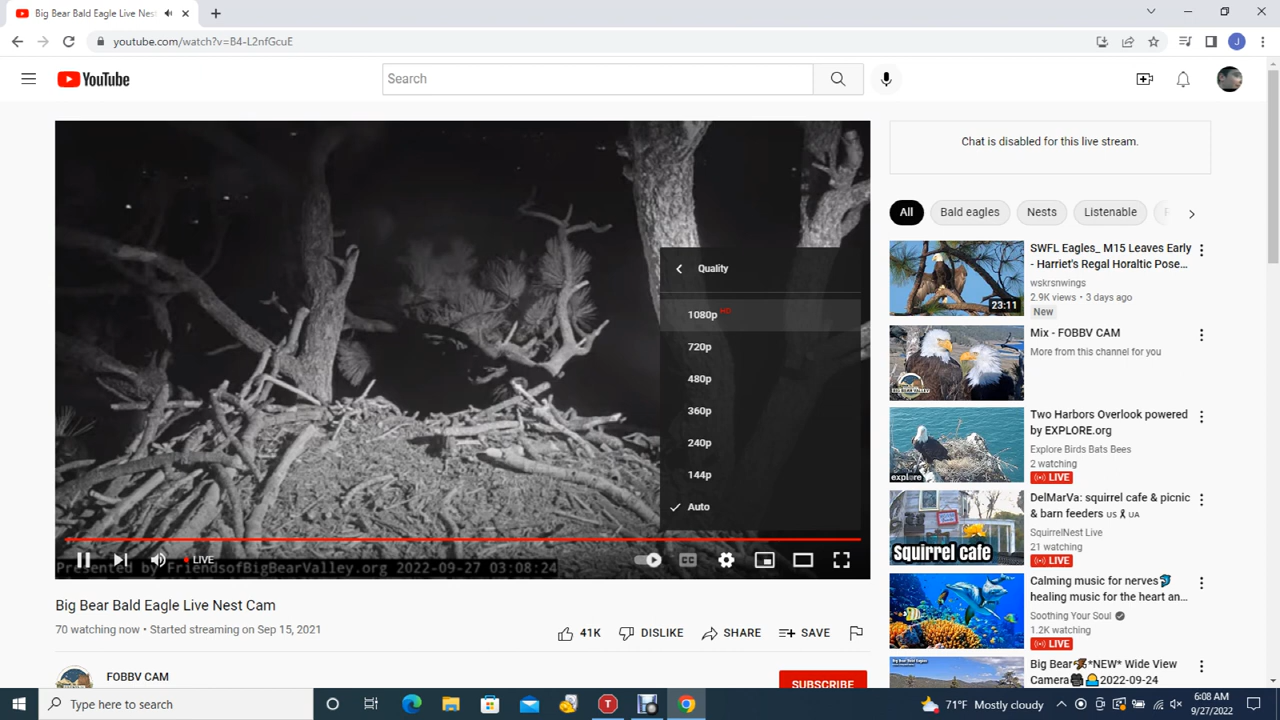 Big Bear Bald Eagle Live Nest
youtube.com/watch?v=B4-L2nfGcuE
J
YouTube
Search
Quality
1080p HD
720p
480p
360p
240p
144p
Auto
LIVE
CC
Presented by FriendsofBigBearValley.org 2022-09-27 03:08:24
Big Bear Bald Eagle Live Nest Cam
70 watching now • Started streaming on Sep 15, 2021
41K
DISLIKE
SHARE
SAVE
FOBBV CAM
SUBSCRIBE
Chat is disabled for this live stream.
All
Bald eagles
Nests
Listenable
23:11
SWFL Eagles_ M15 Leaves Early
- Harriet's Regal Horaltic Pose...
wskrsnwings
2.9K views • 3 days ago
New
Mix - FOBBV CAM
More from this channel for you
explore
Two Harbors Overlook powered
by EXPLORE.org
Explore Birds Bats Bees
2 watching
LIVE
Squirrel cafe
DelMarVa: squirrel cafe & picnic
& barn feeders US UA
SquirrelNest Live
21 watching
LIVE
Calming music for nerves
healing music for the heart an...
Soothing Your Soul
1.2K watching
LIVE
Big Bear *NEW* Wide View
Camera 2022-09-24
Type here to search
T
71°F Mostly cloudy
6:08 AM
9/27/2022